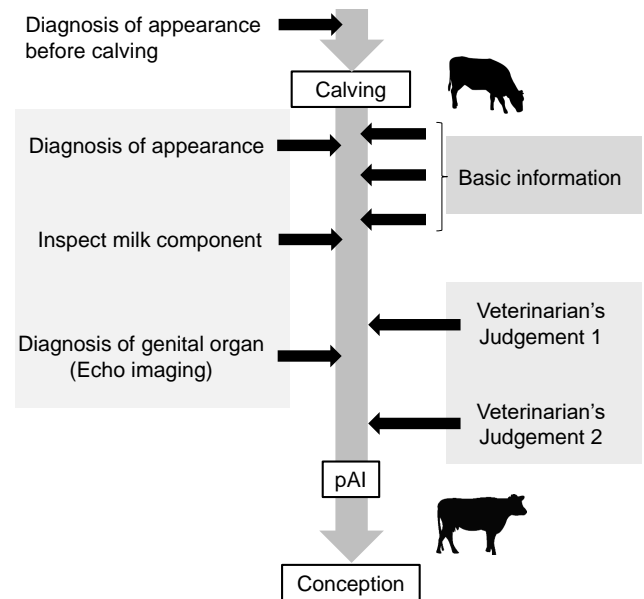 Diagnosis of appearance
before calving
Calving
Diagnosis of appearance
Basic information
Inspect milk component
Veterinarian's
Judgement 1
Diagnosis of genital organ
(Echo imaging)
Veterinarian's
Judgement 2
pAI
Conception